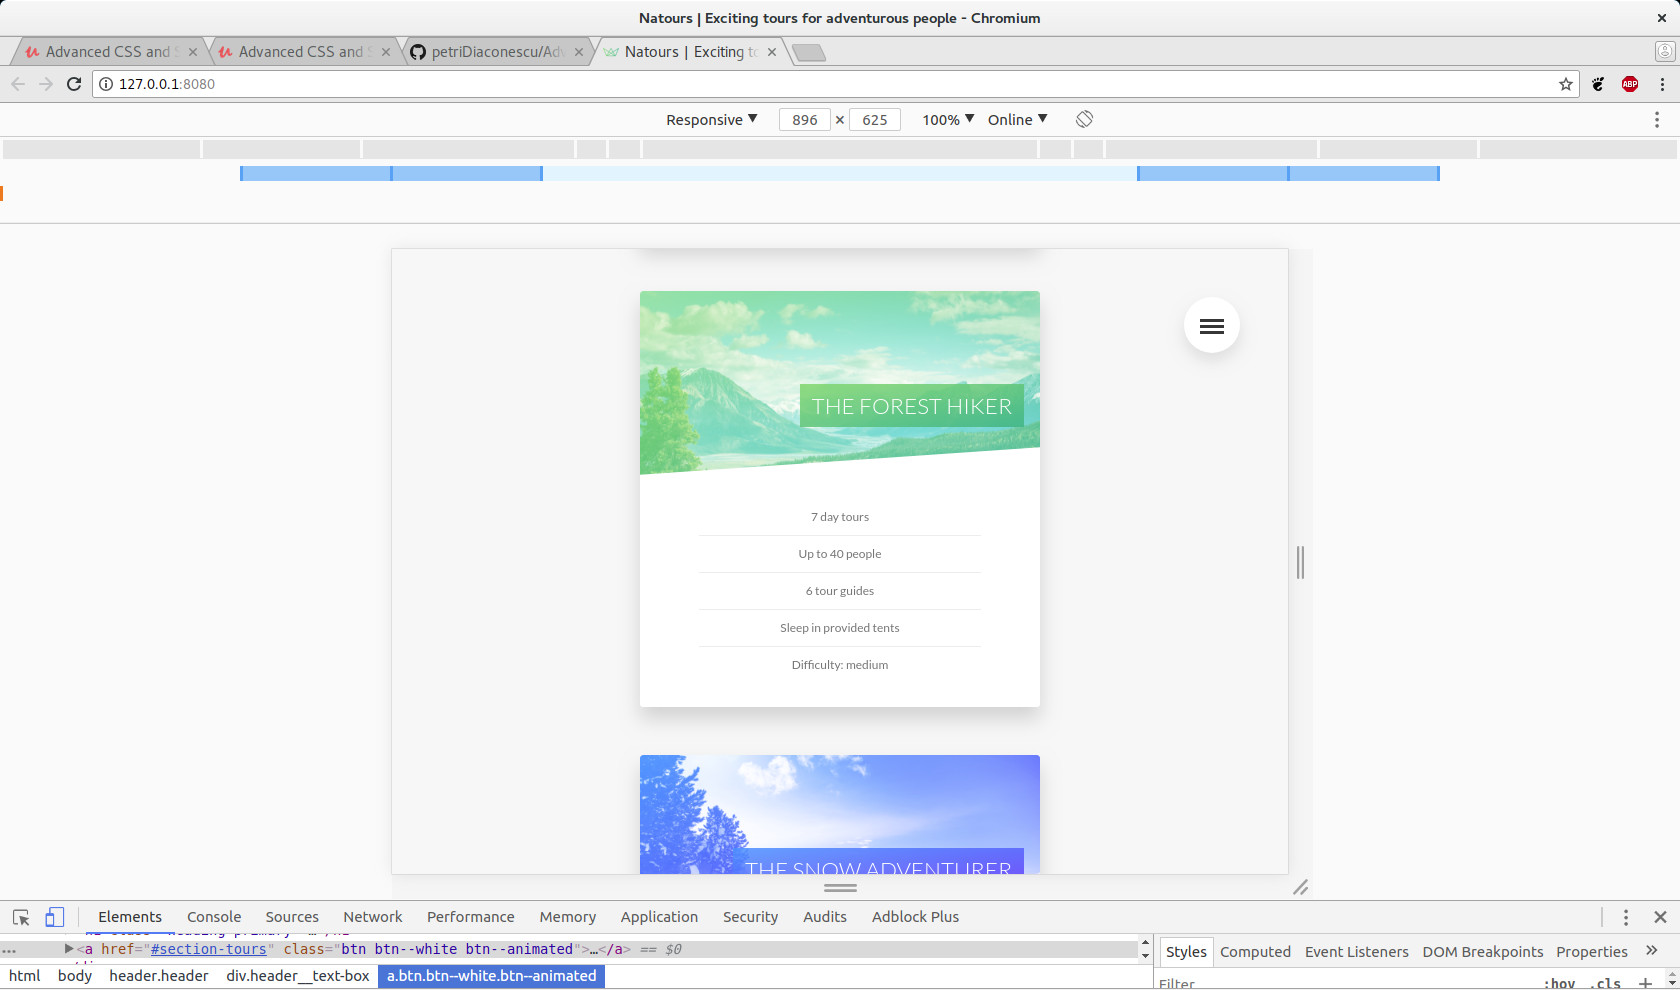 Natours | Exciting tours for adventurous people - Chromium
Advanced CSS and S
Advanced CSS and S
petriDiaconescu/Adv
Natours | Exciting to
127.0.0.1:8080
ABP
Responsive
896 × 625
100%
Online
THE FOREST HIKER
7 day tours
Up to 40 people
6 tour guides
Sleep in provided tents
Difficulty: medium
THE SNOW ADVENTURER
Elements Console Sources Network Performance Memory Application Security Audits Adblock Plus
… <a href="#section-tours" class="btn btn--white btn--animated">…</a> == $0
Styles Computed Event Listeners DOM Breakpoints Properties »
html body header.header div.header__text-box a.btn.btn--white.btn--animated
Filter :hov .cls +